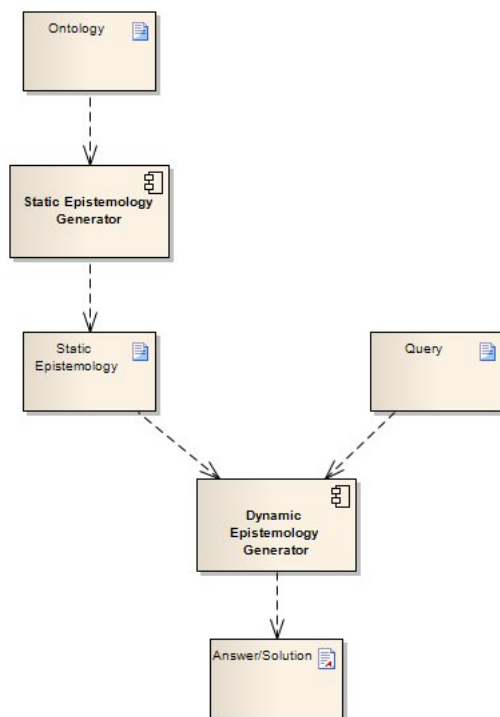 Ontology
Static Epistemology
Generator
Static
Epistemology
Query
Dynamic
Epistemology
Generator
Answer/Solution